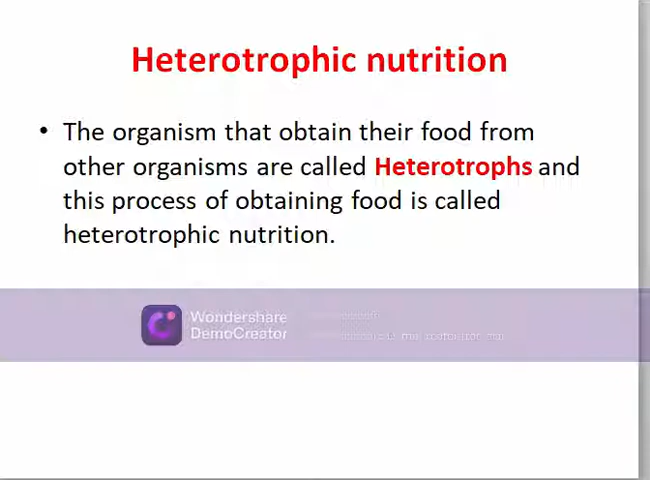 Heterotrophic nutrition
• The organism that obtain their food from
other organisms are called Heterotrophs and
this process of obtaining food is called
heterotrophic nutrition.
Wondershare
DemoCreator